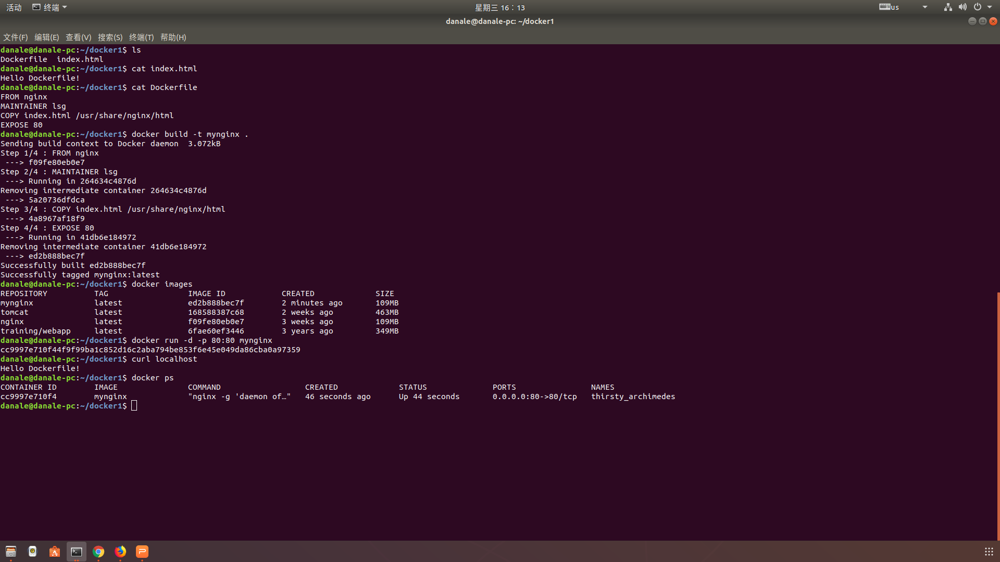 活动 终端 星期三 16：13 us
danale@danale-pc: ~/docker1
文件(F) 编辑(E) 查看(V) 搜索(S) 终端(T) 帮助(H)
danale@danale-pc:~/docker1$ ls
Dockerfile  index.html
danale@danale-pc:~/docker1$ cat index.html
Hello Dockerfile!
danale@danale-pc:~/docker1$ cat Dockerfile
FROM nginx
MAINTAINER lsg
COPY index.html /usr/share/nginx/html
EXPOSE 80
danale@danale-pc:~/docker1$ docker build -t mynginx .
Sending build context to Docker daemon  3.072kB
Step 1/4 : FROM nginx
 ---> f09fe80eb0e7
Step 2/4 : MAINTAINER lsg
 ---> Running in 264634c4876d
Removing intermediate container 264634c4876d
 ---> 5a20736dfdca
Step 3/4 : COPY index.html /usr/share/nginx/html
 ---> 4a8967af18f9
Step 4/4 : EXPOSE 80
 ---> Running in 41db6e184972
Removing intermediate container 41db6e184972
 ---> ed2b888bec7f
Successfully built ed2b888bec7f
Successfully tagged mynginx:latest
danale@danale-pc:~/docker1$ docker images
REPOSITORY          TAG                 IMAGE ID            CREATED             SIZE
mynginx             latest              ed2b888bec7f        2 minutes ago       109MB
tomcat              latest              168588387c68        2 weeks ago         463MB
nginx               latest              f09fe80eb0e7        3 weeks ago         109MB
training/webapp     latest              6fae60ef3446        3 years ago         349MB
danale@danale-pc:~/docker1$ docker run -d -p 80:80 mynginx
cc9997e710f44f9f99ba1c852d16c2aba794be853f6e45e049da86cba0a97359
danale@danale-pc:~/docker1$ curl localhost
Hello Dockerfile!
danale@danale-pc:~/docker1$ docker ps
CONTAINER ID        IMAGE               COMMAND                  CREATED             STATUS              PORTS                NAMES
cc9997e710f4        mynginx             "nginx -g 'daemon of…"   46 seconds ago      Up 44 seconds       0.0.0.0:80->80/tcp   thirsty_archimedes
danale@danale-pc:~/docker1$